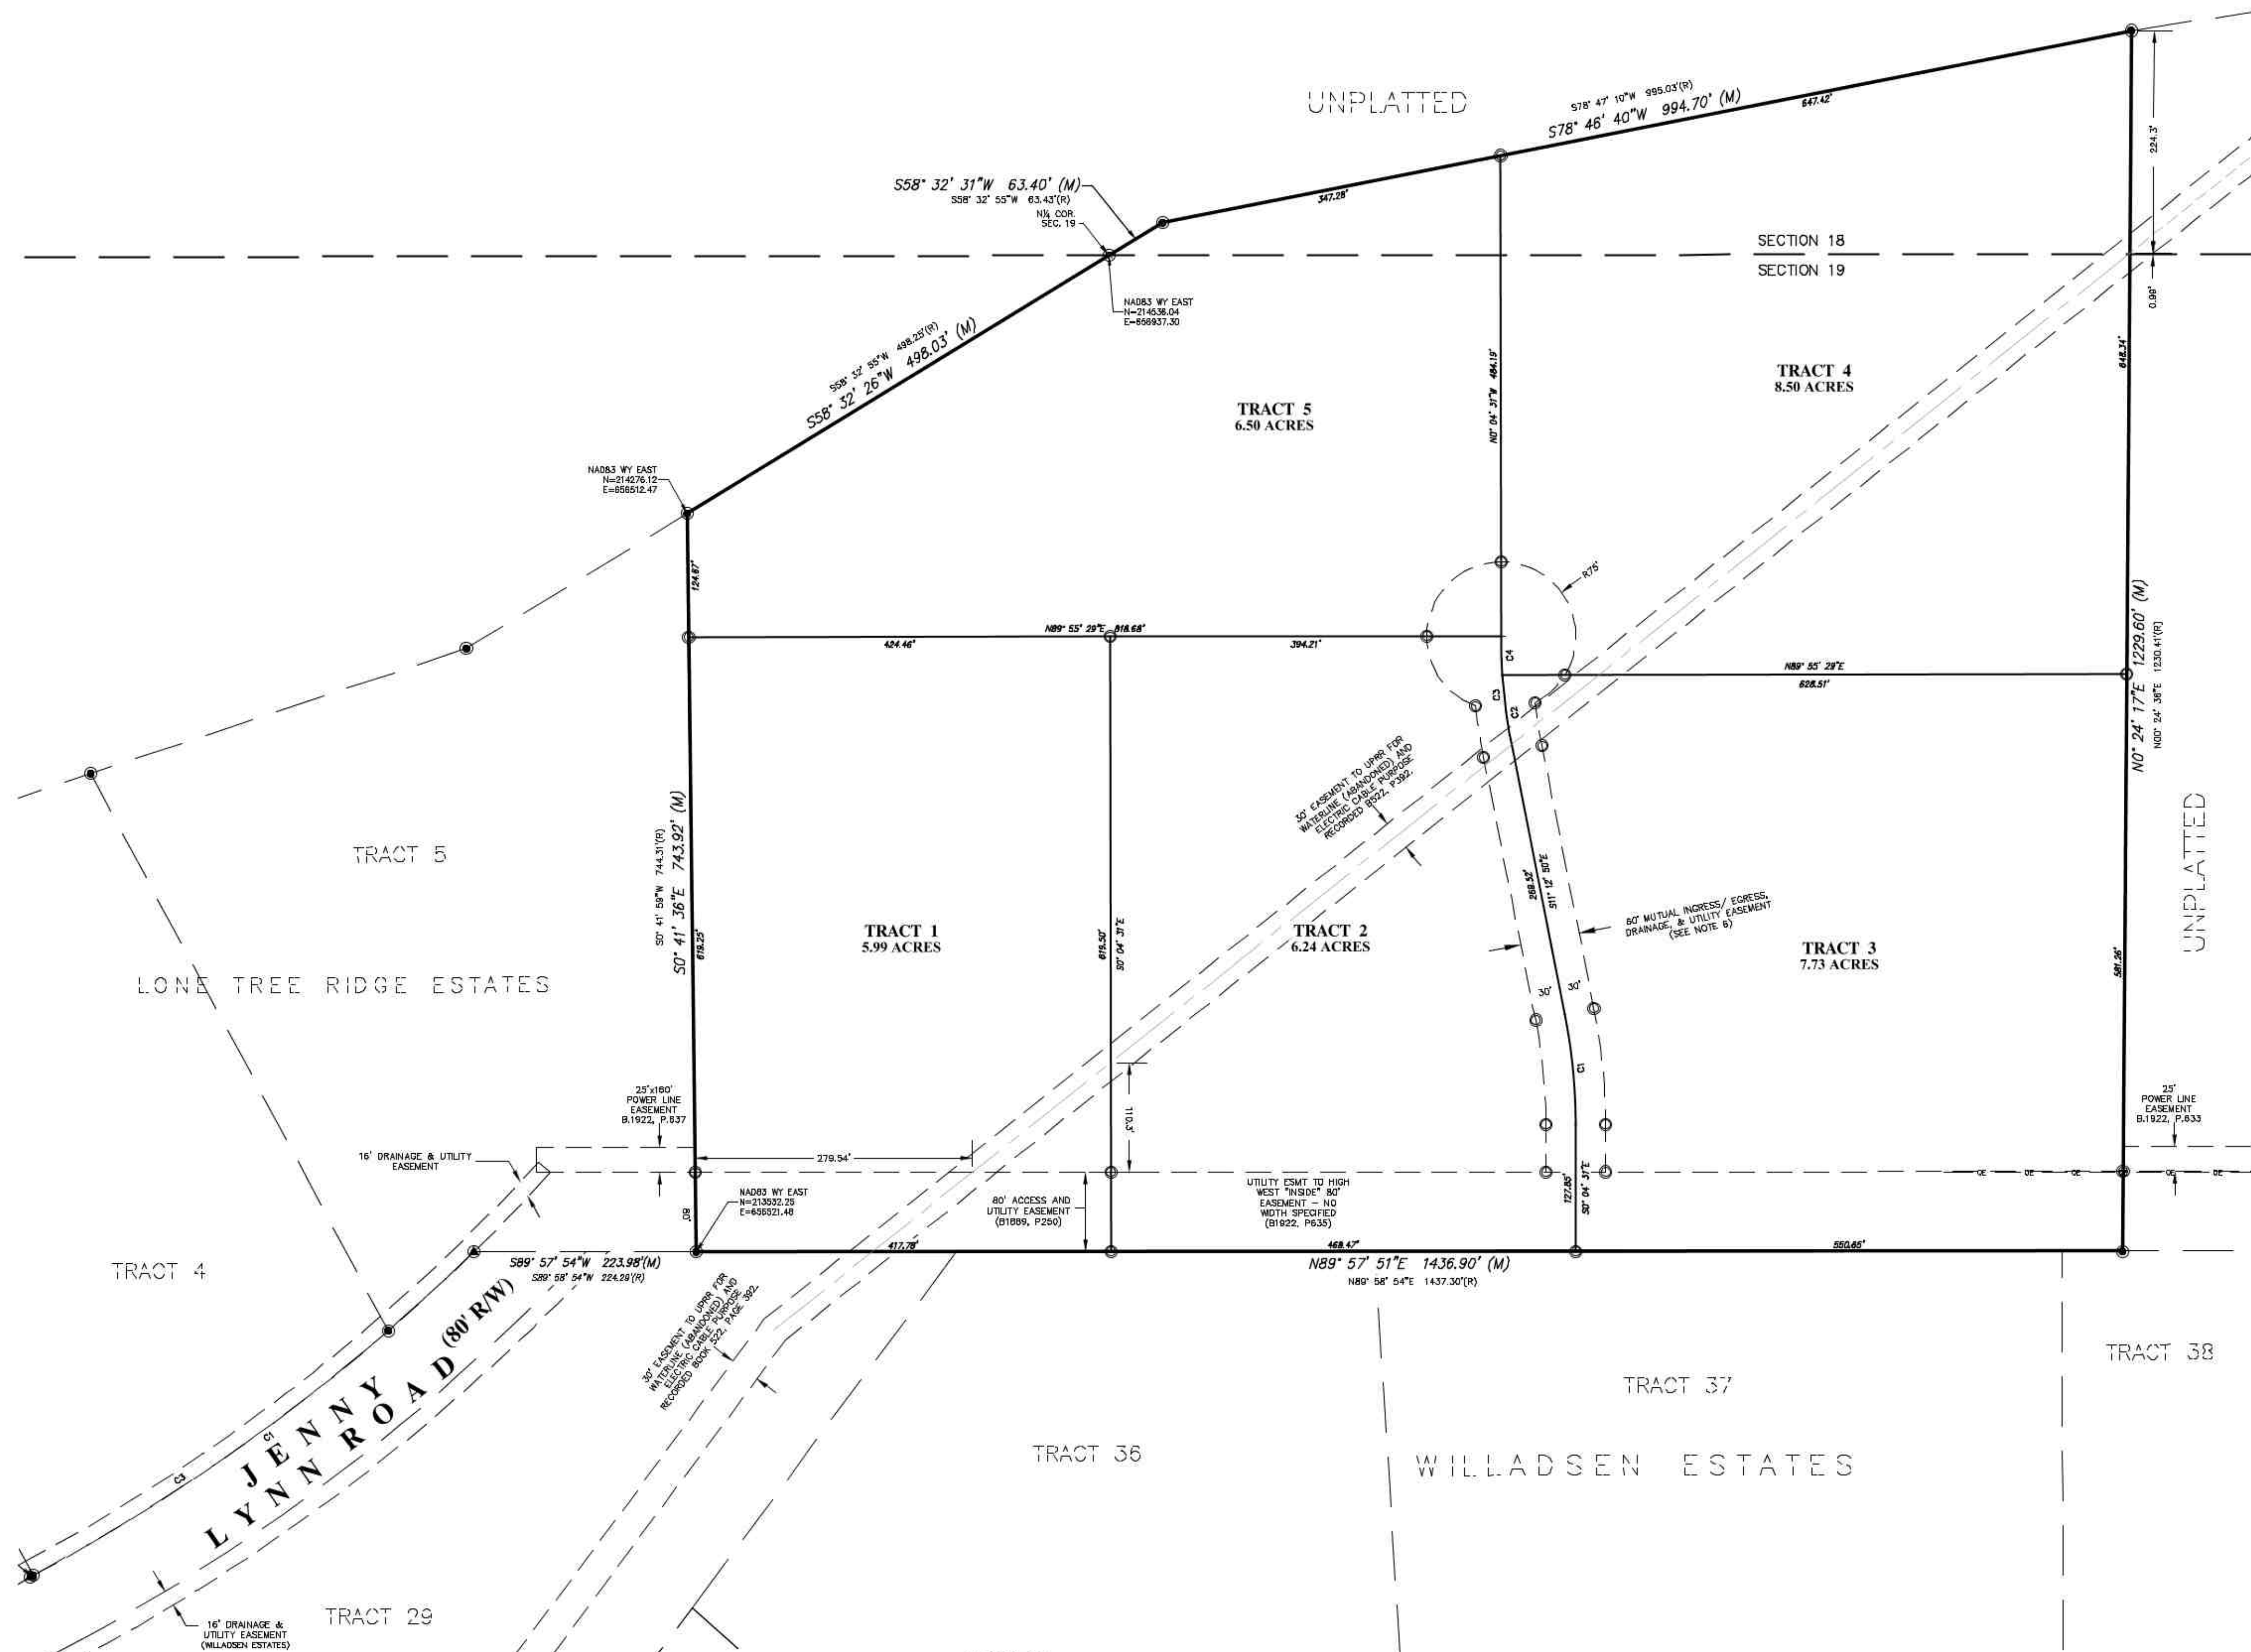 UNPLATTED
S78° 47' 10"W 995.03'(R)
S78° 46' 40"W 994.70' (M)
647.42'
224.3'
S58° 32' 31"W 63.40' (M)
S58° 32' 55"W 63.43'(R)
N¼ COR.
SEC. 19
347.28'
SECTION 18
SECTION 19
0.99'
NAD83 WY EAST
N=214536.04
E=656937.30
S58° 32' 55"W 498.25'(R)
S58° 32' 26"W 498.03' (M)
N0° 04' 31"W 484.19'
648.34'
TRACT 4
8.50 ACRES
TRACT 5
6.50 ACRES
NAD83 WY EAST
N=214276.12
E=656512.47
124.67'
R75'
N89° 55' 29"E 818.68'
424.46'
394.21'
C4
C3
C2
N89° 55' 29"E
628.51'
N0° 24' 17"E 1229.60' (M)
N00° 24' 36"E 1230.41'(R)
30' EASEMENT TO UPRR FOR
WATERLINE (ABANDONED) AND
ELECTRIC CABLE PURPOSE
RECORDED B522, P392.
UNPLATTED
TRACT 5
S0° 41' 59"W 744.31'(R)
S0° 41' 36"E 743.92' (M)
619.25'
TRACT 1
5.99 ACRES
619.50'
S0° 04' 31"E
TRACT 2
6.24 ACRES
269.52'
S11° 12' 50"E
60' MUTUAL INGRESS/ EGRESS,
DRAINAGE, & UTILITY EASEMENT
(SEE NOTE 6)
TRACT 3
7.73 ACRES
581.26'
LONE TREE RIDGE ESTATES
30'
30'
C1
110.3'
25'x160'
POWER LINE
EASEMENT
B.1922, P.637
25'
POWER LINE
EASEMENT
B.1922, P.633
16' DRAINAGE & UTILITY
EASEMENT
279.54'
OE OE OE OE OE OE
NAD83 WY EAST
N=213532.25
80'
80' ACCESS AND
UTILITY EASEMENT
(B1889, P250)
UTILITY ESMT TO HIGH
WEST "INSIDE" 80'
EASEMENT - NO
WIDTH SPECIFIED
(B1922, P635)
127.85'
S0° 04' 31"E
417.78'
468.47'
550.65'
TRACT 4
S89° 57' 54"W 223.98'(M)
S89° 58' 54"W 224.29'(R)
N89° 57' 51"E 1436.90' (M)
N89° 58' 54"E 1437.30'(R)
30' EASEMENT TO UPRR FOR
WATERLINE (ABANDONED) AND
ELECTRIC CABLE PURPOSE
RECORDED BOOK 522, PAGE 392.
TRACT 38
TRACT 37
TRACT 36
WILLADSEN ESTATES
C1
C3
JENNY
LYNN ROAD (80' R/W)
TRACT 29
16' DRAINAGE &
UTILITY EASEMENT
(WILLADSEN ESTATES)